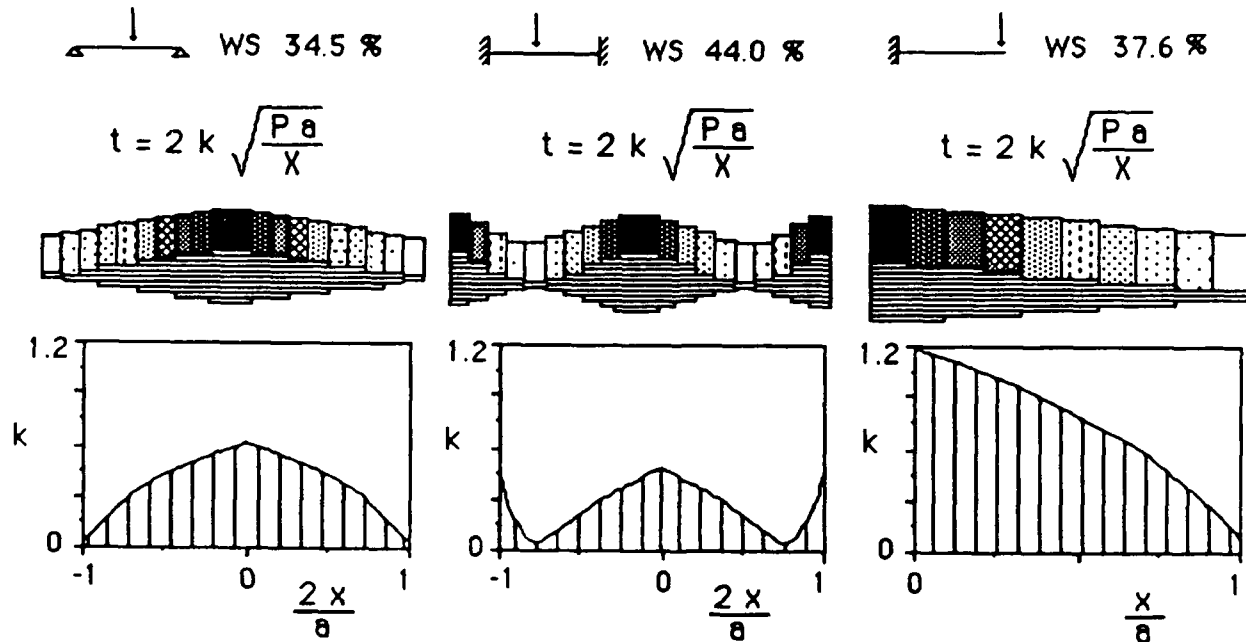 WS 34.5 %
WS 44.0 %
WS 37.6 %
t = 2 k √(P a / X)
t = 2 k √(P a / X)
t = 2 k √(P a / X)
1.2
k
0
-1 0 1
2 x / a
1.2
k
0
-1 0 1
2 x / a
1.2
k
0
0 1
x / a